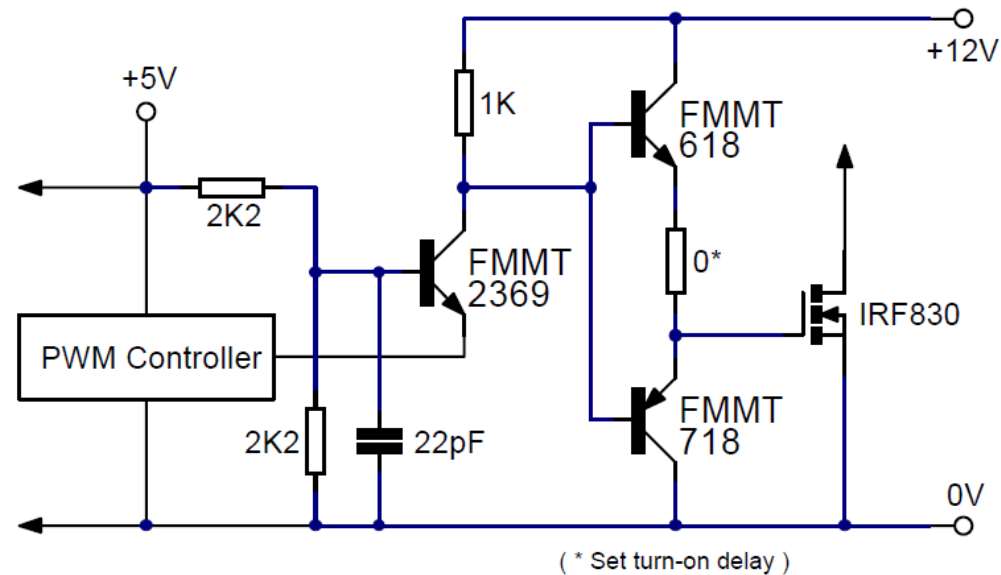 +12V
+5V
1K
FMMT
618
2K2
FMMT
2369
0*
IRF830
PWM Controller
2K2
22pF
FMMT
718
0V
( * Set turn-on delay )